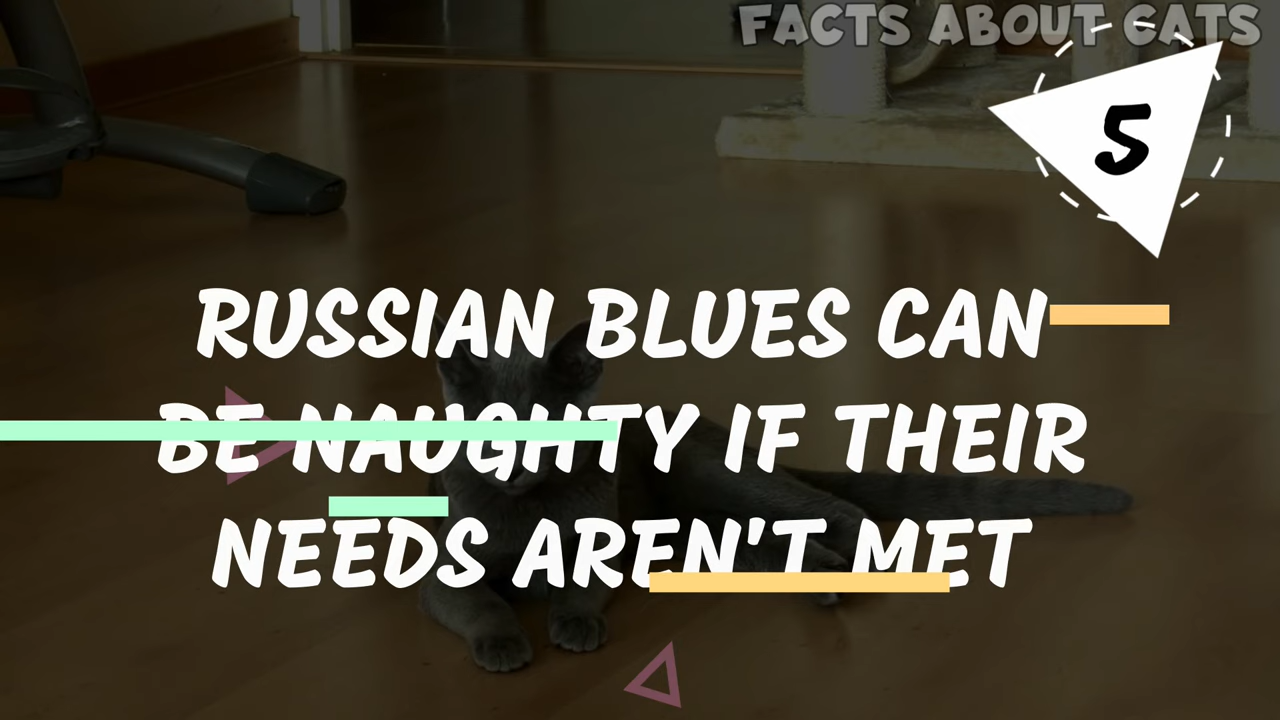 FACTS ABOUT CATS
5
RUSSIAN BLUES CAN
BE NAUGHTY IF THEIR
NEEDS AREN'T MET